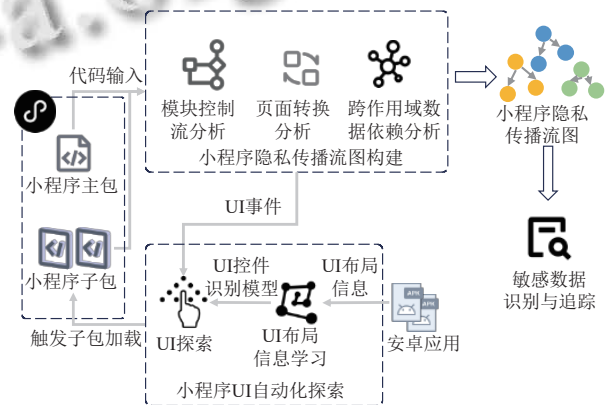 代码输入
模块控制
流分析
页面转换
分析
跨作用域数
据依赖分析
小程序隐私传播流图构建
小程序隐私
传播流图
小程序主包
小程序子包
UI事件
敏感数据
识别与追踪
触发子包加载
UI探索
UI控件
识别模型
UI布局
信息学习
UI布局
信息
APK
APK
安卓应用
小程序UI自动化探索